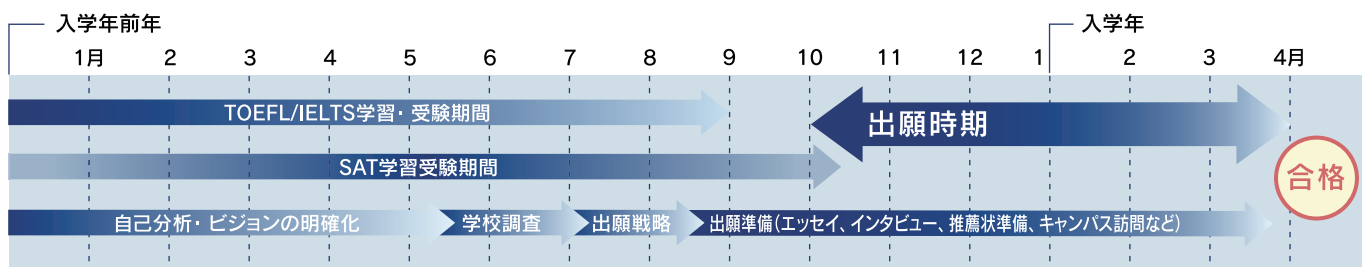 入学年前年
入学年
1月 2 3 4 5 6 7 8 9 10 11 12 1 2 3 4月
TOEFL/IELTS学習・受験期間
出願時期
SAT学習受験期間
合格
自己分析・ビジョンの明確化
学校調査
出願戦略
出願準備(エッセイ、インタビュー、推薦状準備、キャンパス訪問など)